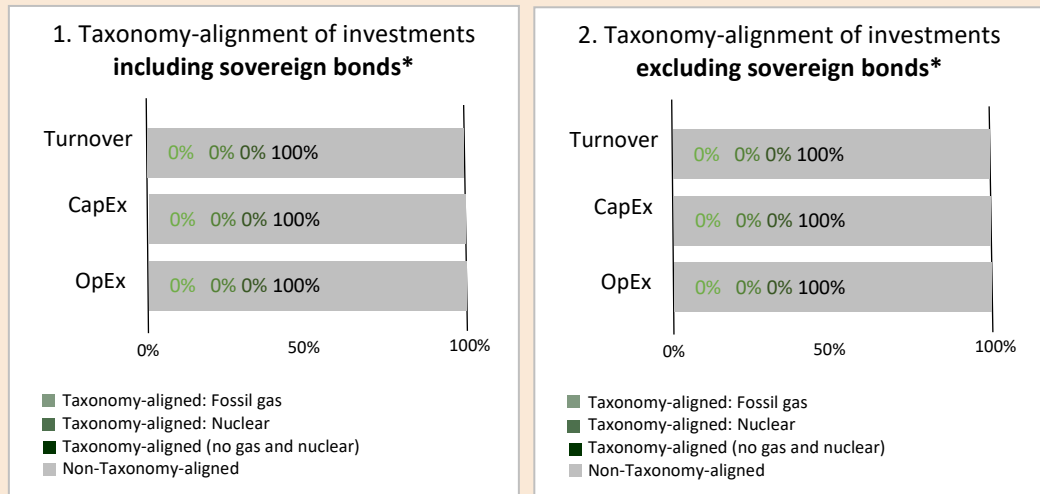 1. Taxonomy-alignment of investments
including sovereign bonds*
Turnover
0% 0% 0% 100%
CapEx
0% 0% 0% 100%
OpEx
0% 0% 0% 100%
0% 50% 100%
Taxonomy-aligned: Fossil gas
Taxonomy-aligned: Nuclear
Taxonomy-aligned (no gas and nuclear)
Non-Taxonomy-aligned
2. Taxonomy-alignment of investments
excluding sovereign bonds*
Turnover
0% 0% 0% 100%
CapEx
0% 0% 0% 100%
OpEx
0% 0% 0% 100%
0% 50% 100%
Taxonomy-aligned: Fossil gas
Taxonomy-aligned: Nuclear
Taxonomy-aligned (no gas and nuclear)
Non-Taxonomy-aligned